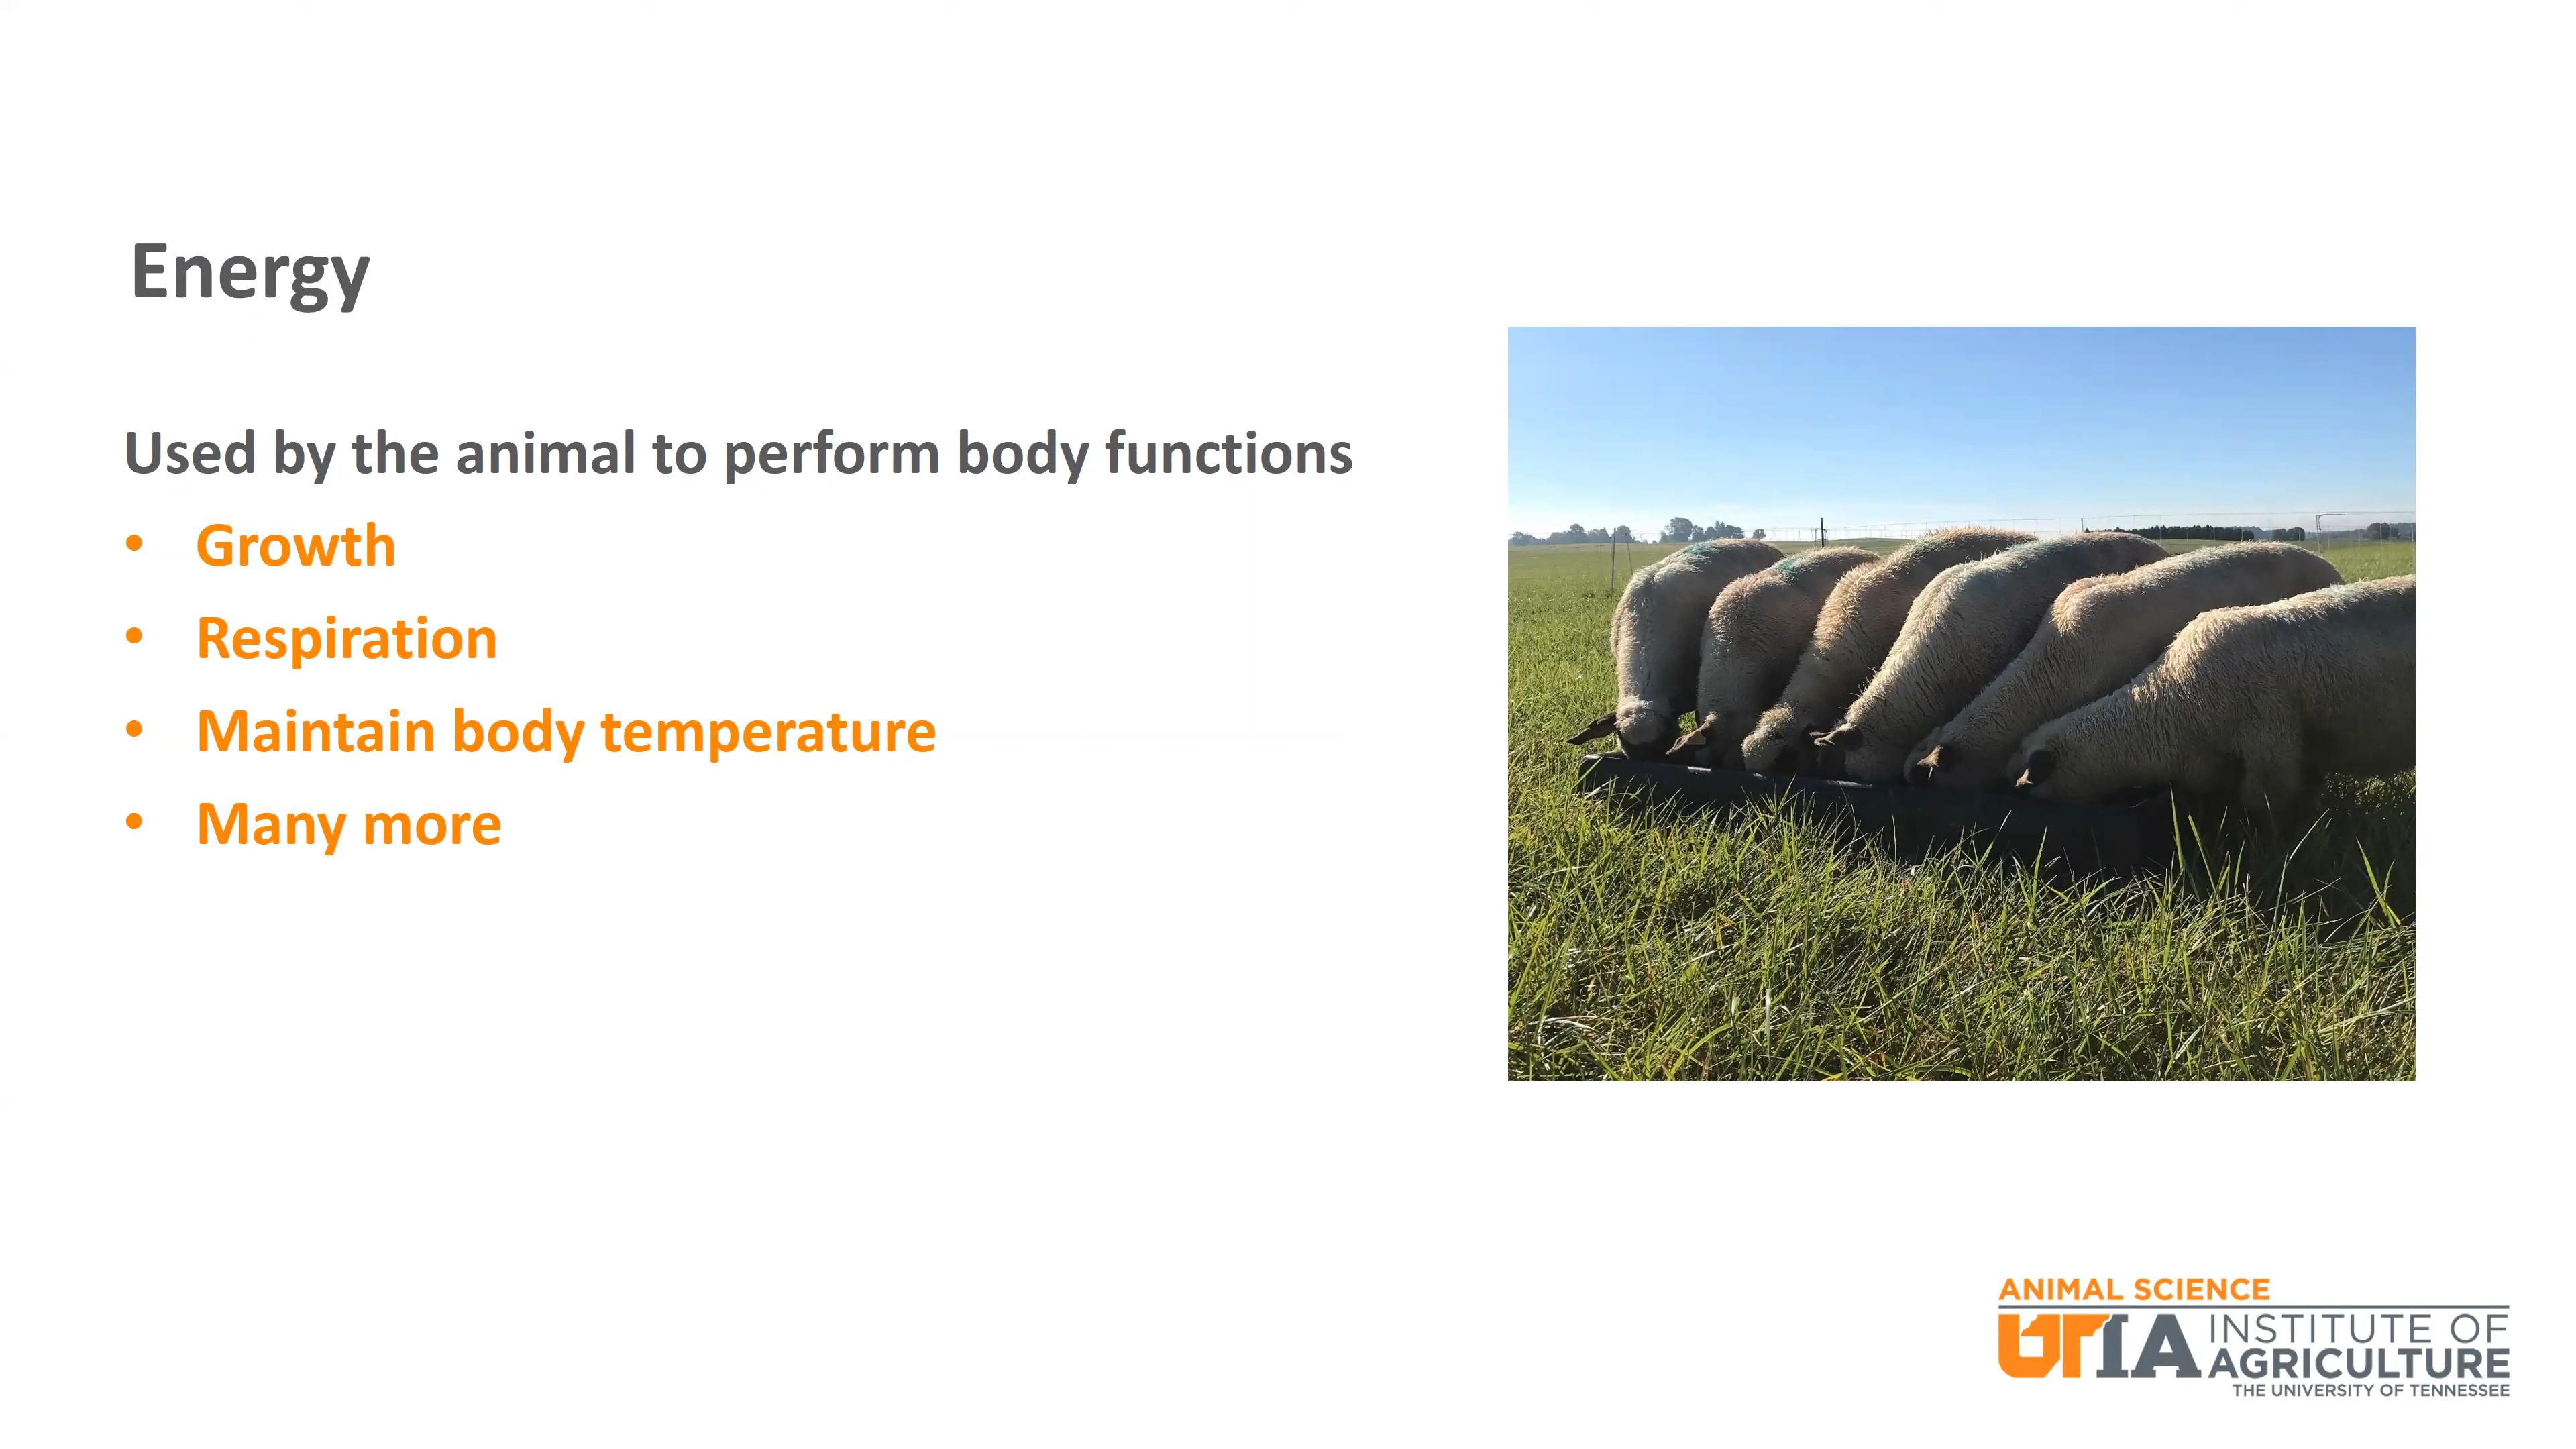 Energy
Used by the animal to perform body functions
• Growth
• Respiration
• Maintain body temperature
• Many more
ANIMAL SCIENCE
UTIA INSTITUTE OF
AGRICULTURE
THE UNIVERSITY OF TENNESSEE